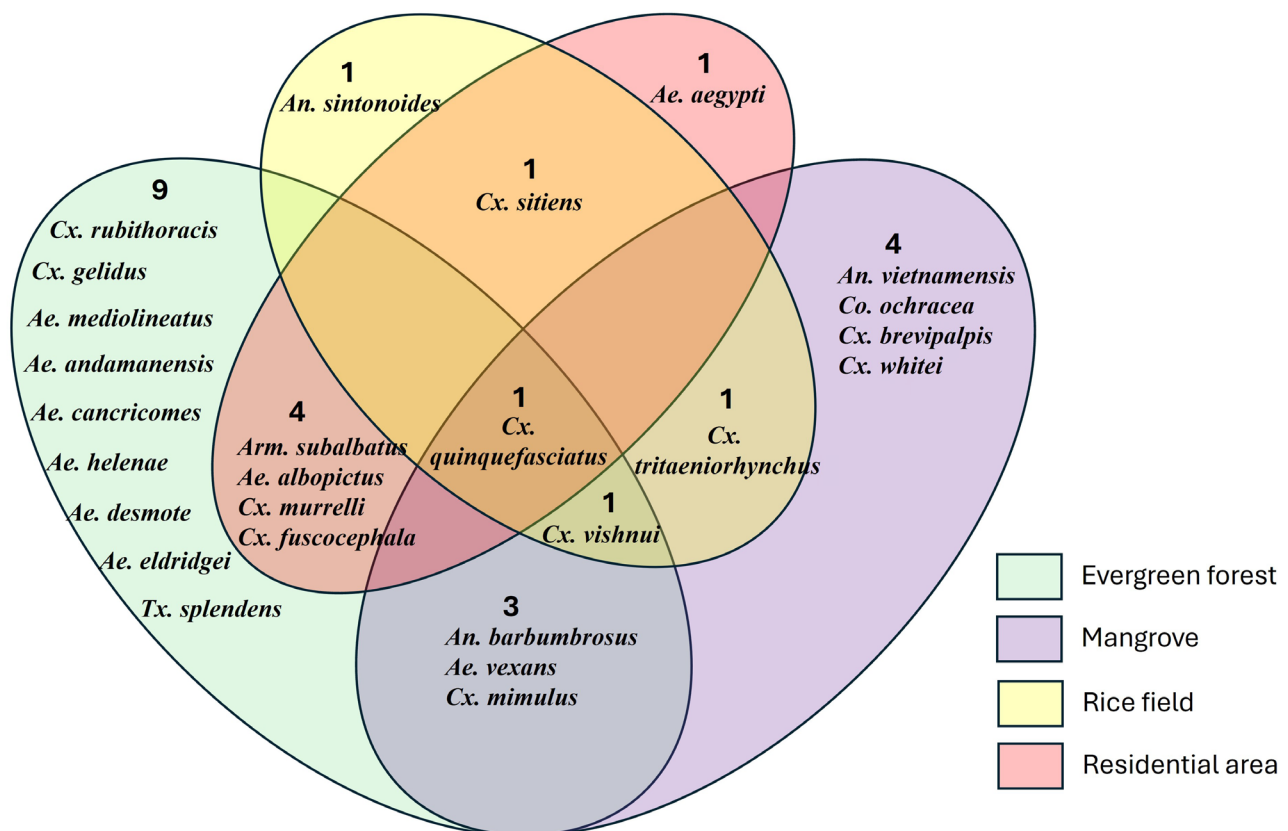 1
An. sintonoides
1
Ae. aegypti
1
Cx. sitiens
9
Cx. rubithoracis
Cx. gelidus
Ae. mediolineatus
Ae. andamanensis
Ae. cancricomes
Ae. helenae
Ae. desmote
Ae. eldridgei
Tx. splendens
4
An. vietnamensis
Co. ochracea
Cx. brevipalpis
Cx. whitei
4
Arm. subalbatus
Ae. albopictus
Cx. murrelli
Cx. fuscocephala
1
Cx.
quinquefasciatus
1
Cx.
tritaeniorhynchus
1
Cx. vishnui
3
An. barbumbrosus
Ae. vexans
Cx. mimulus
Evergreen forest
Mangrove
Rice field
Residential area